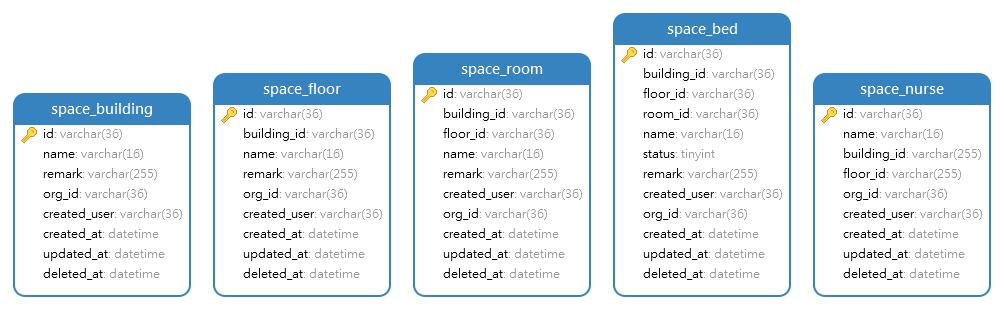 space_building
id: varchar(36)
name: varchar(16)
remark: varchar(255)
org_id: varchar(36)
created_user: varchar(36)
created_at: datetime
updated_at: datetime
deleted_at: datetime
space_floor
id: varchar(36)
building_id: varchar(36)
name: varchar(16)
remark: varchar(255)
org_id: varchar(36)
created_user: varchar(36)
created_at: datetime
updated_at: datetime
deleted_at: datetime
space_room
id: varchar(36)
building_id: varchar(36)
floor_id: varchar(36)
name: varchar(16)
remark: varchar(255)
created_user: varchar(36)
org_id: varchar(36)
created_at: datetime
updated_at: datetime
deleted_at: datetime
space_bed
id: varchar(36)
building_id: varchar(36)
floor_id: varchar(36)
room_id: varchar(36)
name: varchar(16)
status: tinyint
remark: varchar(255)
created_user: varchar(36)
org_id: varchar(36)
created_at: datetime
updated_at: datetime
deleted_at: datetime
space_nurse
id: varchar(36)
name: varchar(16)
building_id: varchar(255)
floor_id: varchar(255)
org_id: varchar(36)
created_user: varchar(36)
created_at: datetime
updated_at: datetime
deleted_at: datetime